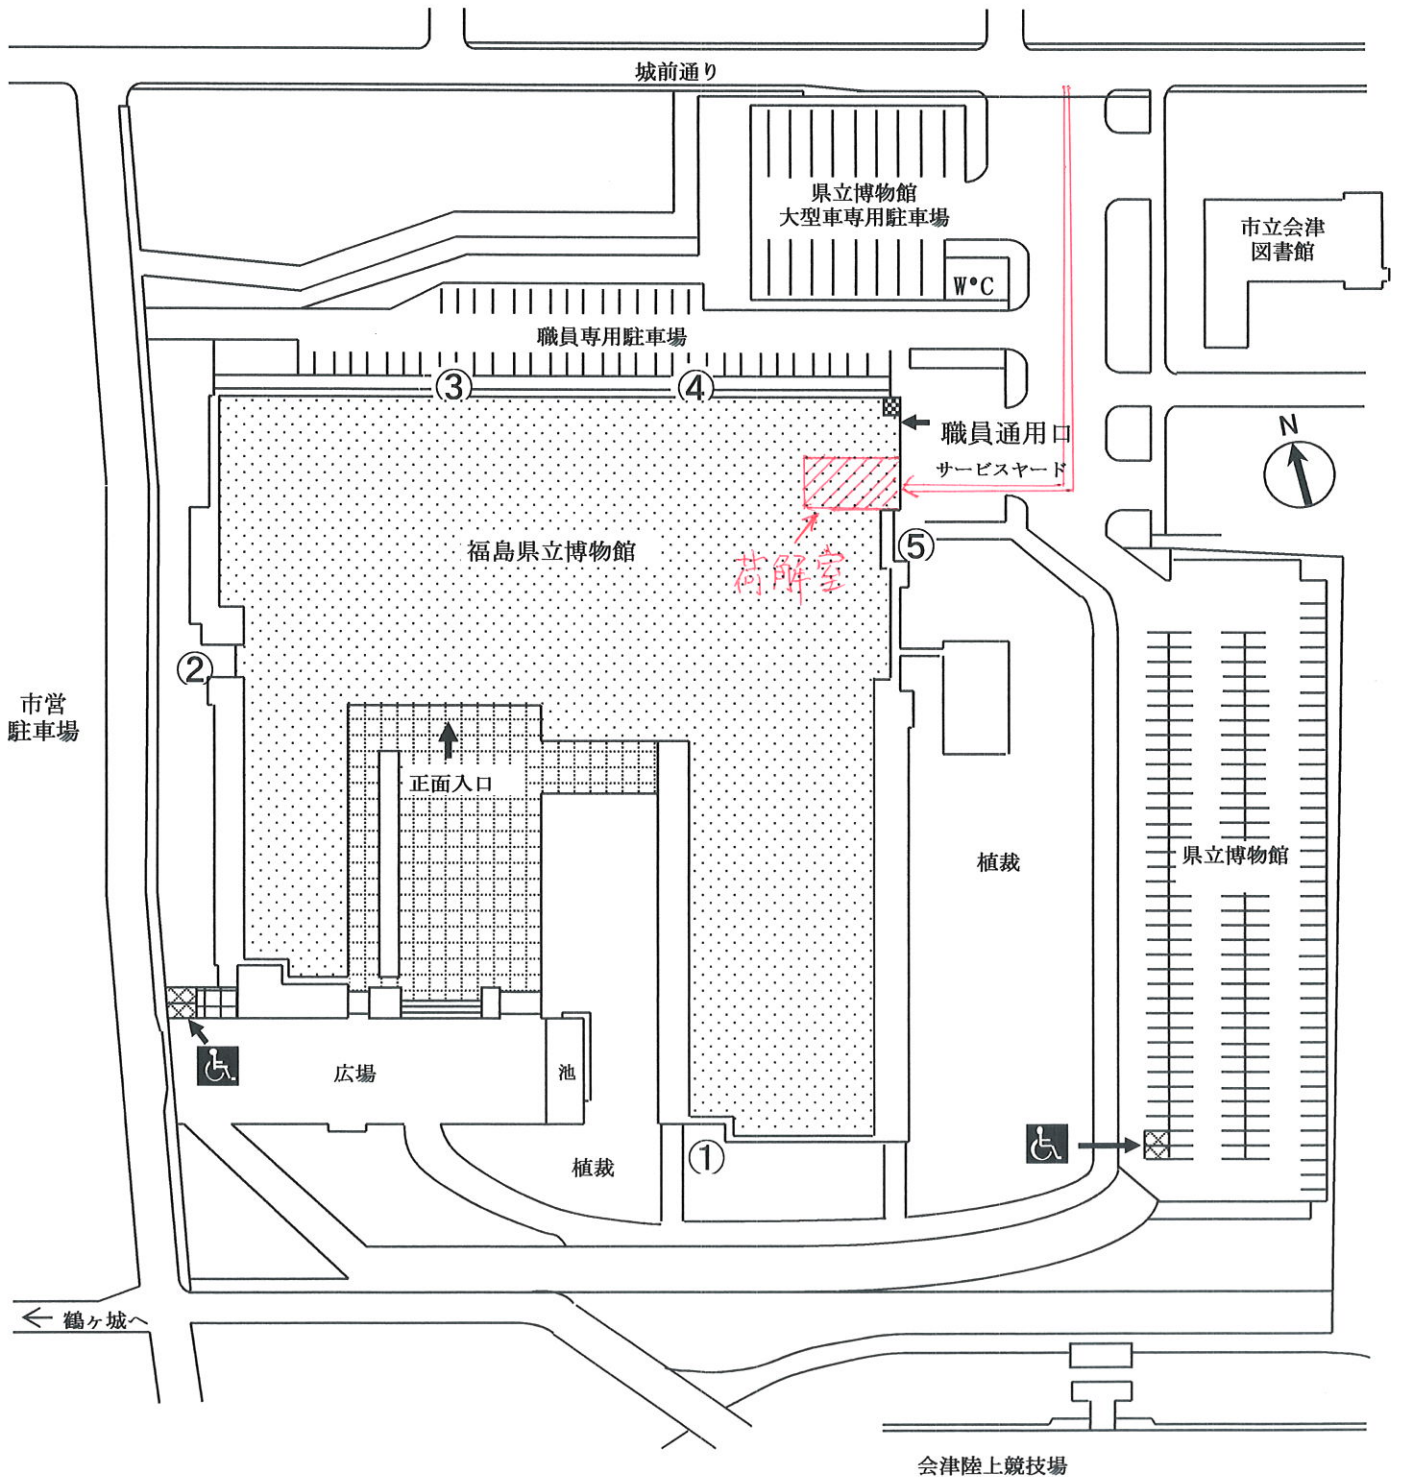 城前通り
県立博物館
大型車専用駐車場
市立会津
図書館
W•C
職員専用駐車場
③
④
職員通用口
N
サービスヤード
福島県立博物館
⑤
荷解室
②
市営
駐車場
正面入口
植裁
県立博物館
広場
池
植裁
①
鶴ヶ城へ
会津陸上競技場